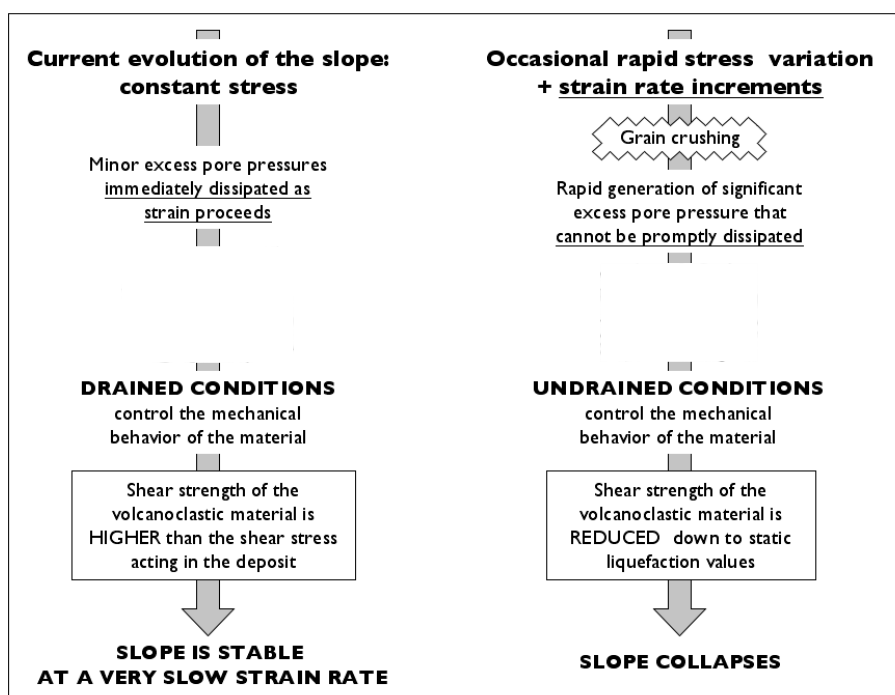 Current evolution of the slope:
constant stress
Minor excess pore pressures
immediately dissipated as
strain proceeds
DRAINED CONDITIONS
control the mechanical
behavior of the material
Shear strength of the
volcanoclastic material is
HIGHER than the shear stress
acting in the deposit
SLOPE IS STABLE
AT A VERY SLOW STRAIN RATE
Occasional rapid stress variation
+ strain rate increments
Grain crushing
Rapid generation of significant
excess pore pressure that
cannot be promptly dissipated
UNDRAINED CONDITIONS
control the mechanical
behavior of the material
Shear strength of the
volcanoclastic material is
REDUCED down to static
liquefaction values
SLOPE COLLAPSES